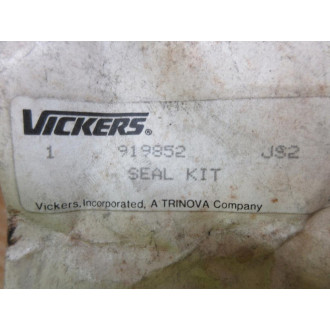 VICKERS®
1 919852 JS2
SEAL KIT
Vickers, Incorporated, A TRINOVA Company